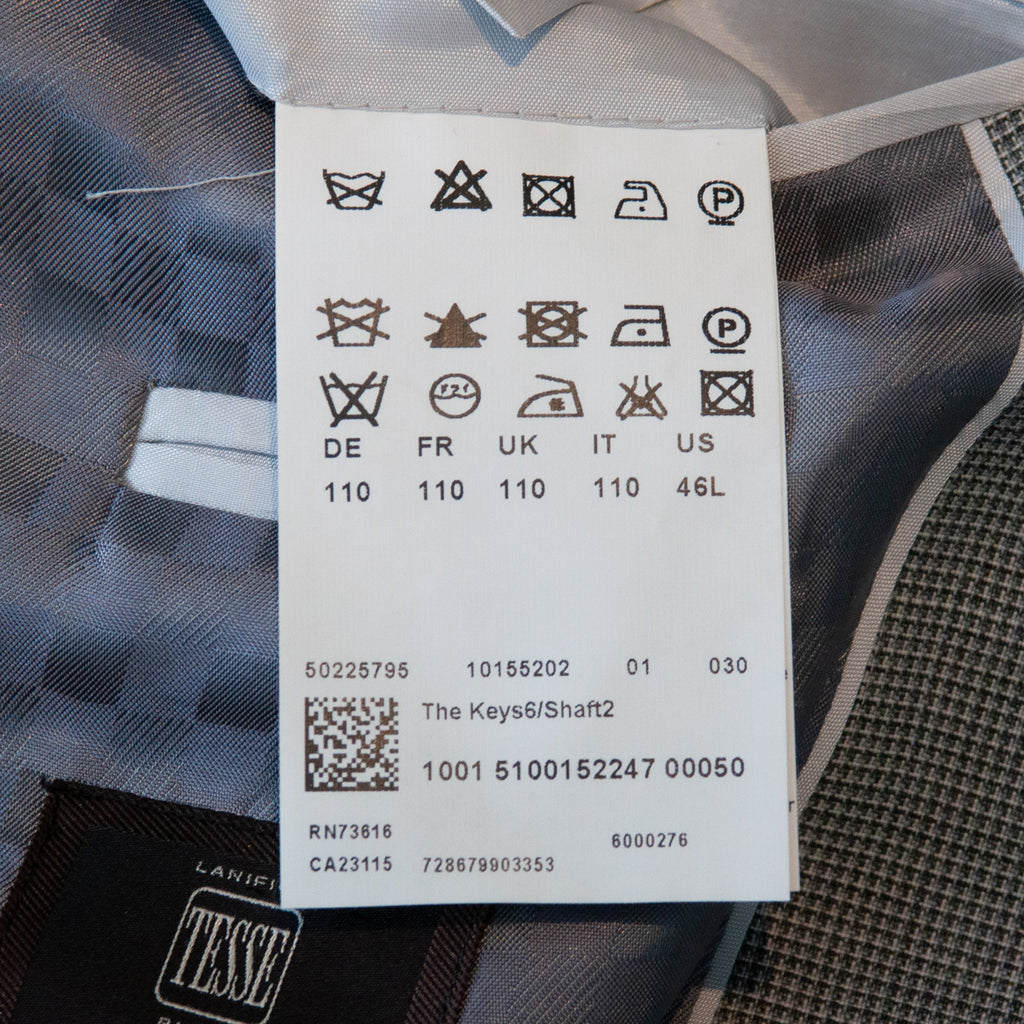 P
P
DE FR UK IT US
110 110 110 110 46L
50225795 10155202 01 030
The Keys6/Shaft2
1001 5100152247 00050
RN73616 6000276
CA23115 728679903353
TESSE